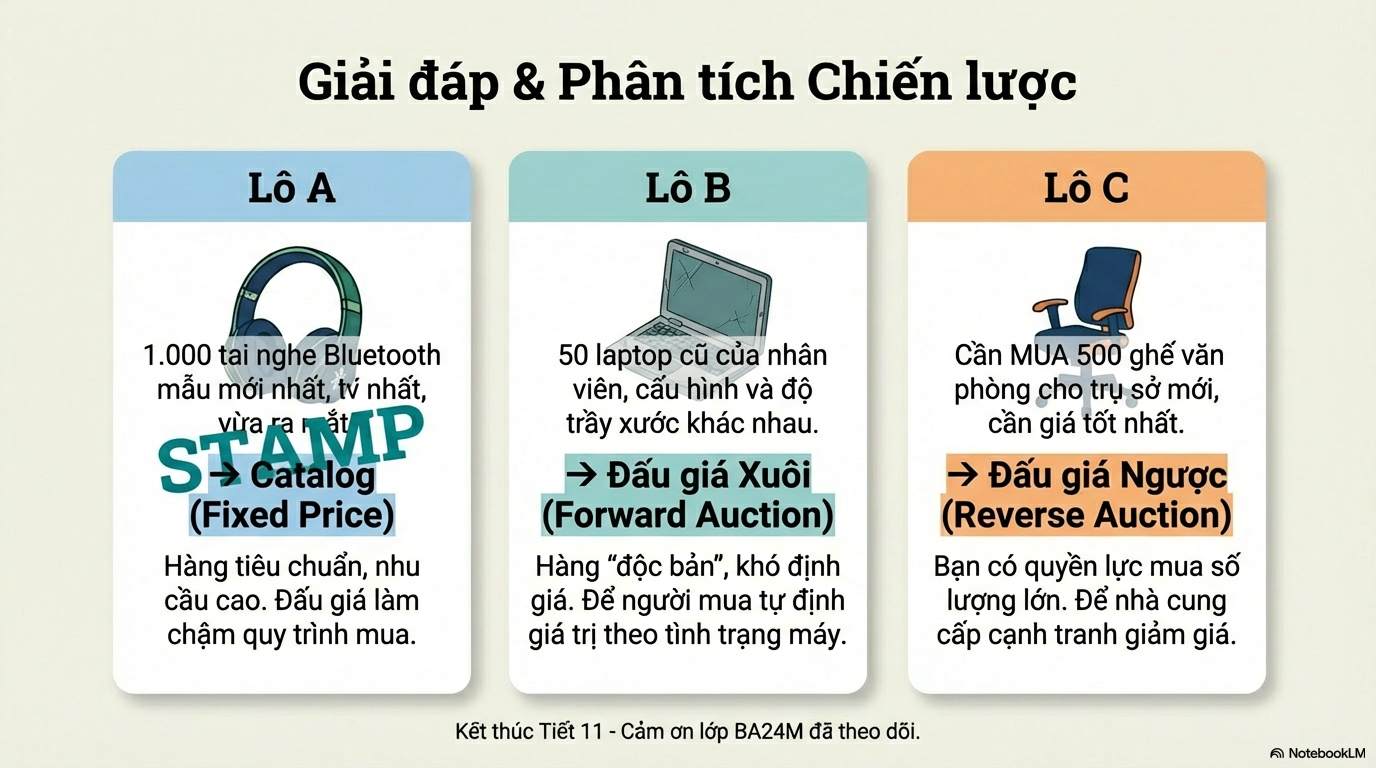 Giải đáp & Phân tích Chiến lược
Lô A
1.000 tai nghe Bluetooth
mẫu mới nhất, tv nhất,
vừa ra mắt
STAMP
→ Catalog
(Fixed Price)
Hàng tiêu chuẩn, nhu
cầu cao. Đấu giá làm
chậm quy trình mua.
Lô B
50 laptop cũ của nhân
viên, cấu hình và độ
trầy xước khác nhau.
→ Đấu giá Xuôi
(Forward Auction)
Hàng “độc bản”, khó định
giá. Để người mua tự định
giá trị theo tình trạng máy.
Lô C
Cần MUA 500 ghế văn
phòng cho trụ sở mới,
cần giá tốt nhất.
→ Đấu giá Ngược
(Reverse Auction)
Bạn có quyền lực mua số
lượng lớn. Để nhà cung
cấp cạnh tranh giảm giá.
Kết thúc Tiết 11 - Cảm ơn lớp BA24M đã theo dõi.
NotebookLM